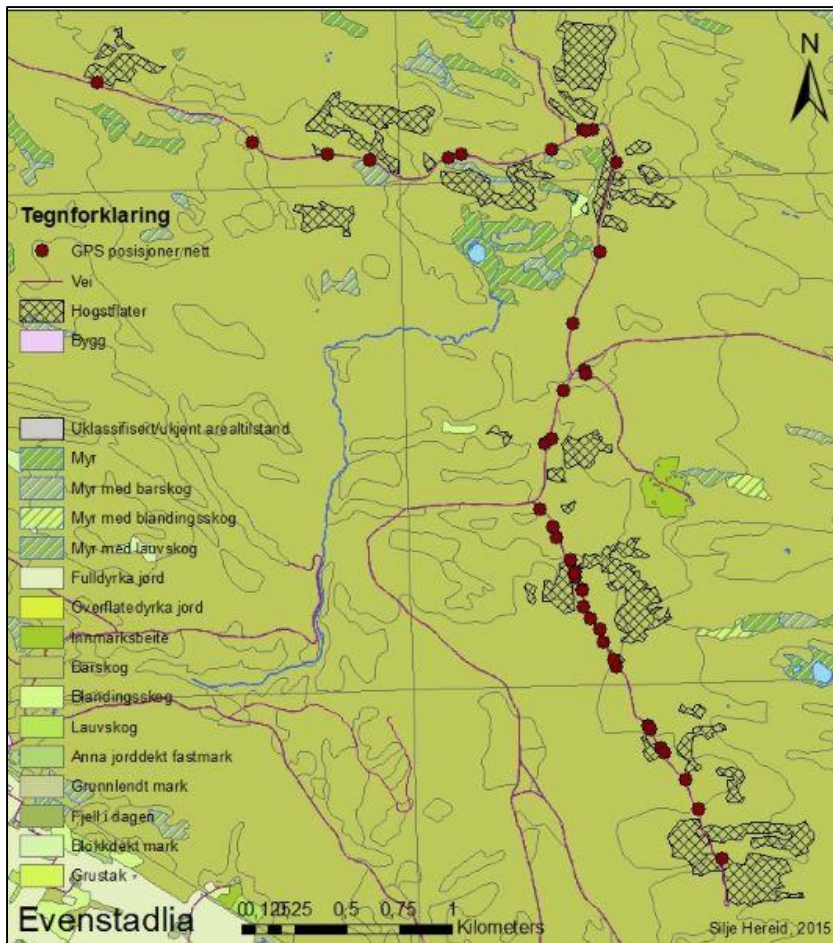 N
Tegnforklaring
GPS posisjoner nett
Vei
Hogstflater
Bygg
Uklassifisert/ukjent arealtilstand
Myr
Myr med barskog
Myr med blandingsskog
Myr med lauvskog
Fulldyrka jord
Overflatedyrka jord
Innmarksbeite
Barskog
Blandingsskog
Lauvskog
Anna jorddekt fastmark
Grunnlendt mark
Fjell i dagen
Blokkdekt mark
Grustak
Evenstadlia
0 0,125 0,25 0,5 0,75 1
Kilometers
Silje Hereid, 2015